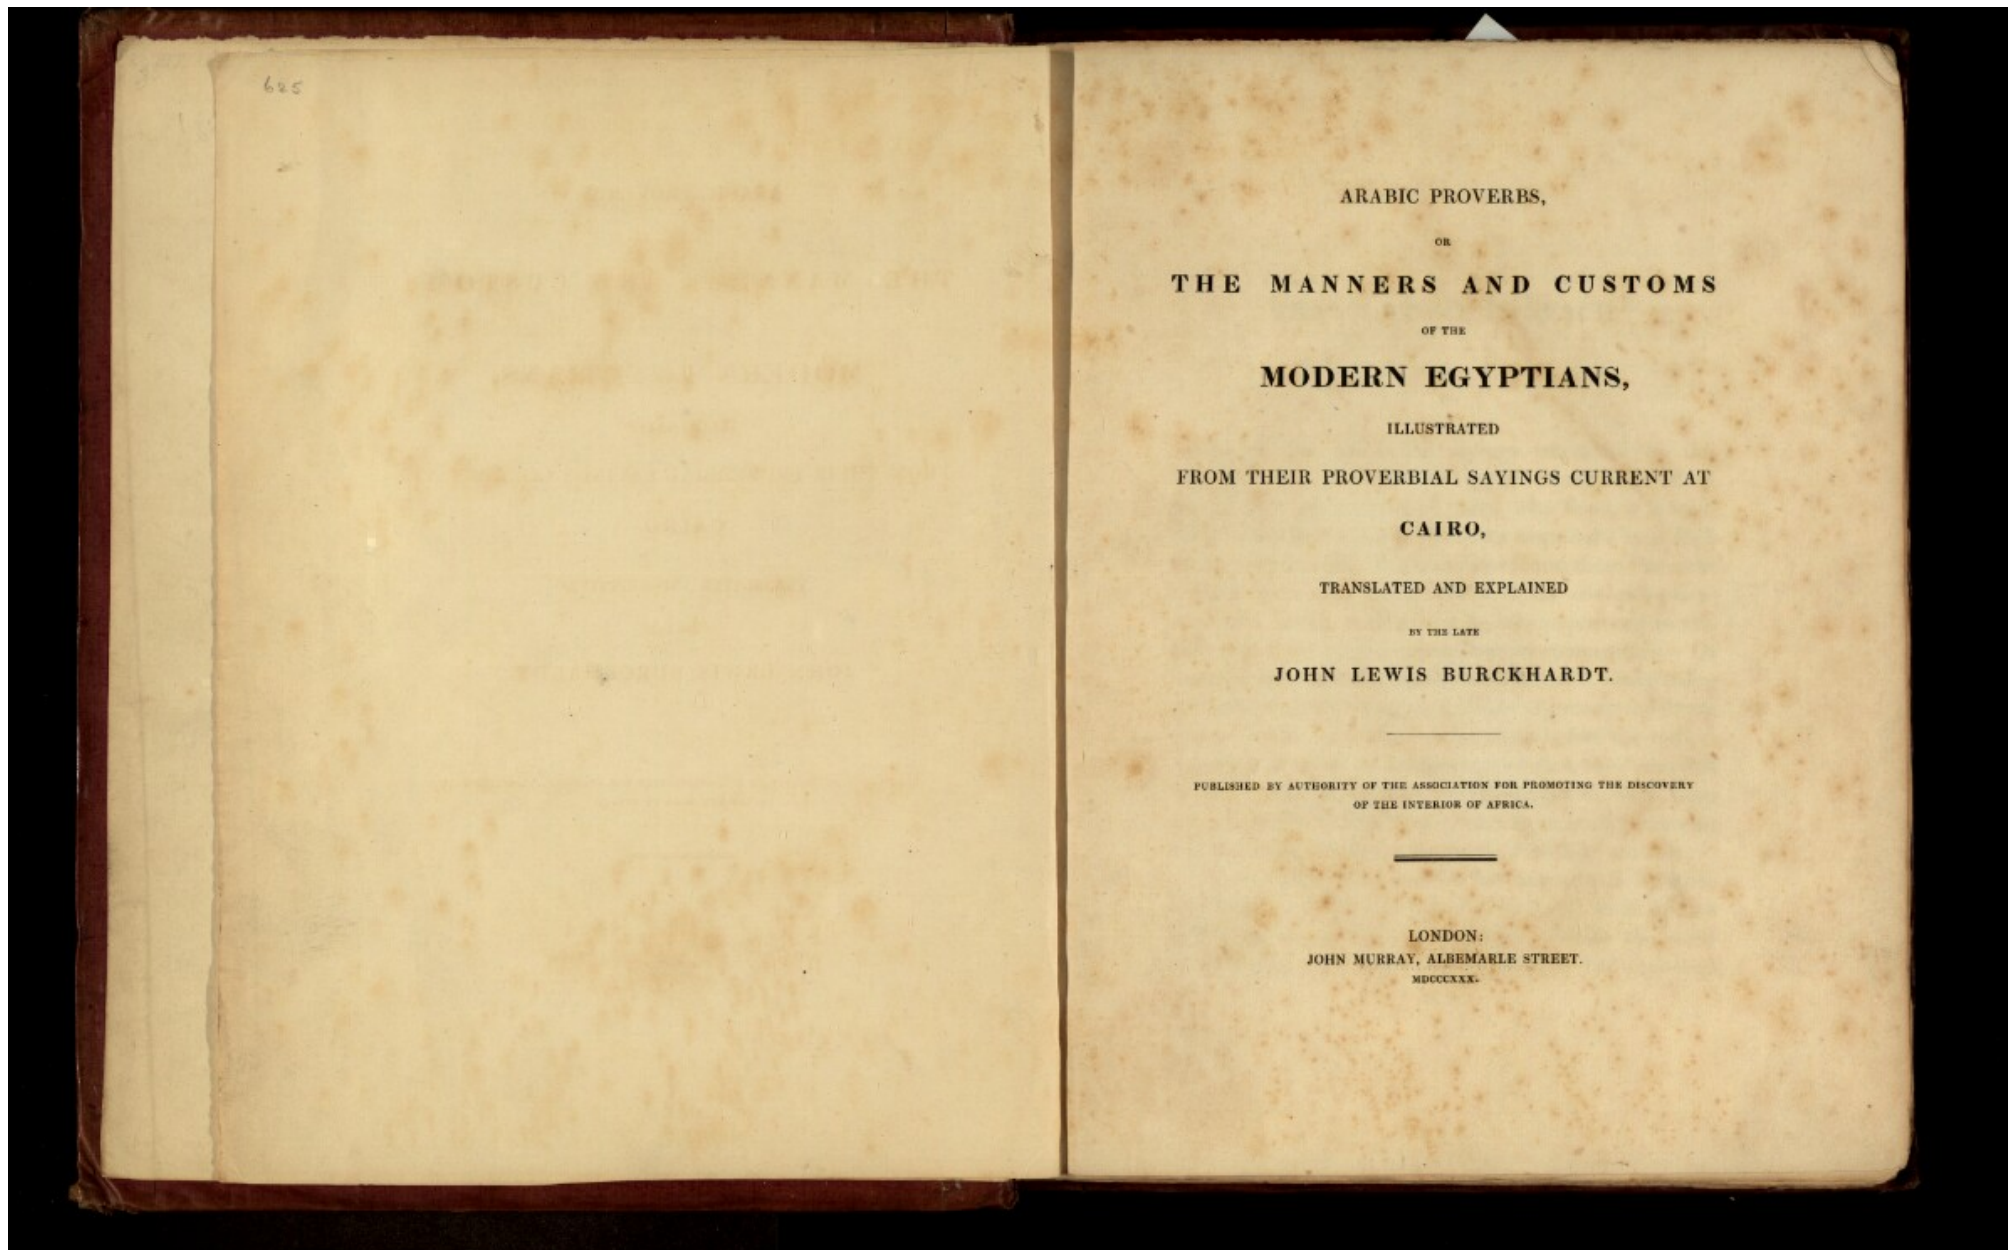 625
ARABIC PROVERBS,
OR
THE MANNERS AND CUSTOMS
OF THE
MODERN EGYPTIANS,
ILLUSTRATED
FROM THEIR PROVERBIAL SAYINGS CURRENT AT
CAIRO,
TRANSLATED AND EXPLAINED
BY THE LATE
JOHN LEWIS BURCKHARDT.
PUBLISHED BY AUTHORITY OF THE ASSOCIATION FOR PROMOTING THE DISCOVERY
OF THE INTERIOR OF AFRICA.
LONDON:
JOHN MURRAY, ALBEMARLE STREET.
MDCCCXXX.